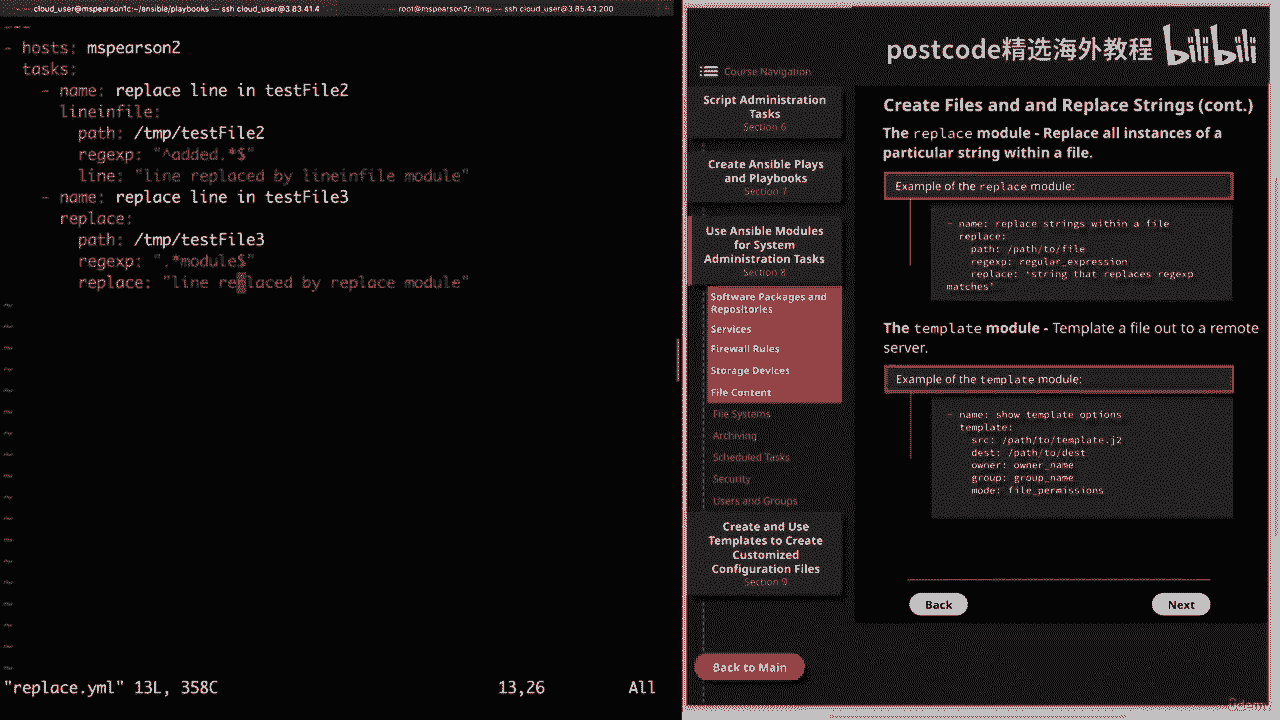 cloud_user@mspearson1c:~/ansible/playbooks — ssh cloud_user@3.83.41.4
root@mspearson2c:/tmp — ssh cloud_user@3.85.43.200
---
- hosts: mspearson2
tasks:
- name: replace line in testFile2
lineinfile:
path: /tmp/testFile2
regexp: "^added.*$"
line: "line replaced by lineinfile module"
- name: replace line in testFile3
replace:
path: /tmp/testFile3
regexp: ".*module$"
replace: "line replaced by replace module"
"replace.yml" 13L, 358C 13,26 All
postcode精选海外教程 bilibili
Course Navigation
Script Administration
Tasks
Section 6
Create Ansible Plays
and Playbooks
Section 7
Use Ansible Modules
for System
Administration Tasks
Section 8
Software Packages and
Repositories
Services
Firewall Rules
Storage Devices
File Content
File Systems
Archiving
Scheduled Tasks
Security
Users and Groups
Create and Use
Templates to Create
Customized
Configuration Files
Section 9
Back to Main
Create Files and and Replace Strings (cont.)
The replace module - Replace all instances of a
particular string within a file.
Example of the replace module:
- name: replace strings within a file
replace:
path: /path/to/file
regexp: regular_expression
replace: 'string that replaces regexp
matches'
The template module - Template a file out to a remote
server.
Example of the template module:
- name: show template options
template:
src: /path/to/template.j2
dest: /path/to/dest
owner: owner_name
group: group_name
mode: file_permissions
Back
Next
Udemy